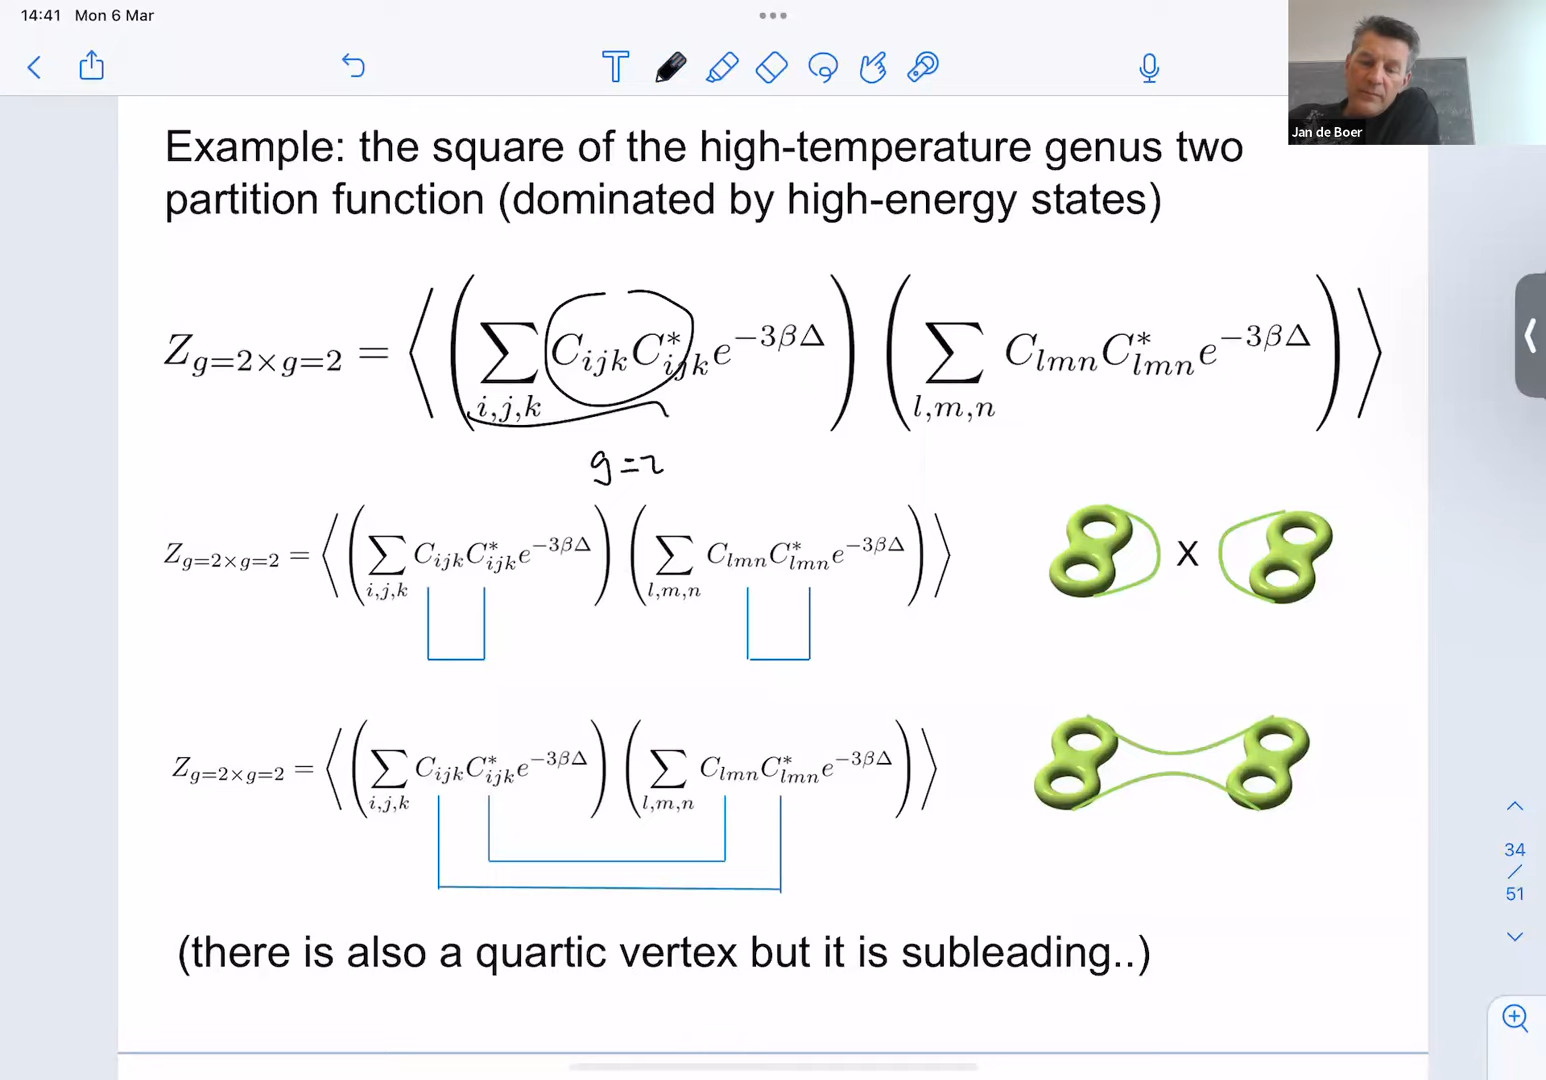 14:41 Mon 6 Mar
Jan de Boer
Example: the square of the high-temperature genus two
partition function (dominated by high-energy states)
Z_{g=2×g=2} = ⟨ ( ∑_{i,j,k} C_{ijk} C^*_{ijk} e^{−3βΔ} ) ( ∑_{l,m,n} C_{lmn} C^*_{lmn} e^{−3βΔ} ) ⟩
g=2
Z_{g=2×g=2} = ⟨ ( ∑_{i,j,k} C_{ijk} C^*_{ijk} e^{−3βΔ} ) ( ∑_{l,m,n} C_{lmn} C^*_{lmn} e^{−3βΔ} ) ⟩ X
Z_{g=2×g=2} = ⟨ ( ∑_{i,j,k} C_{ijk} C^*_{ijk} e^{−3βΔ} ) ( ∑_{l,m,n} C_{lmn} C^*_{lmn} e^{−3βΔ} ) ⟩
34
/
51
(there is also a quartic vertex but it is subleading..)